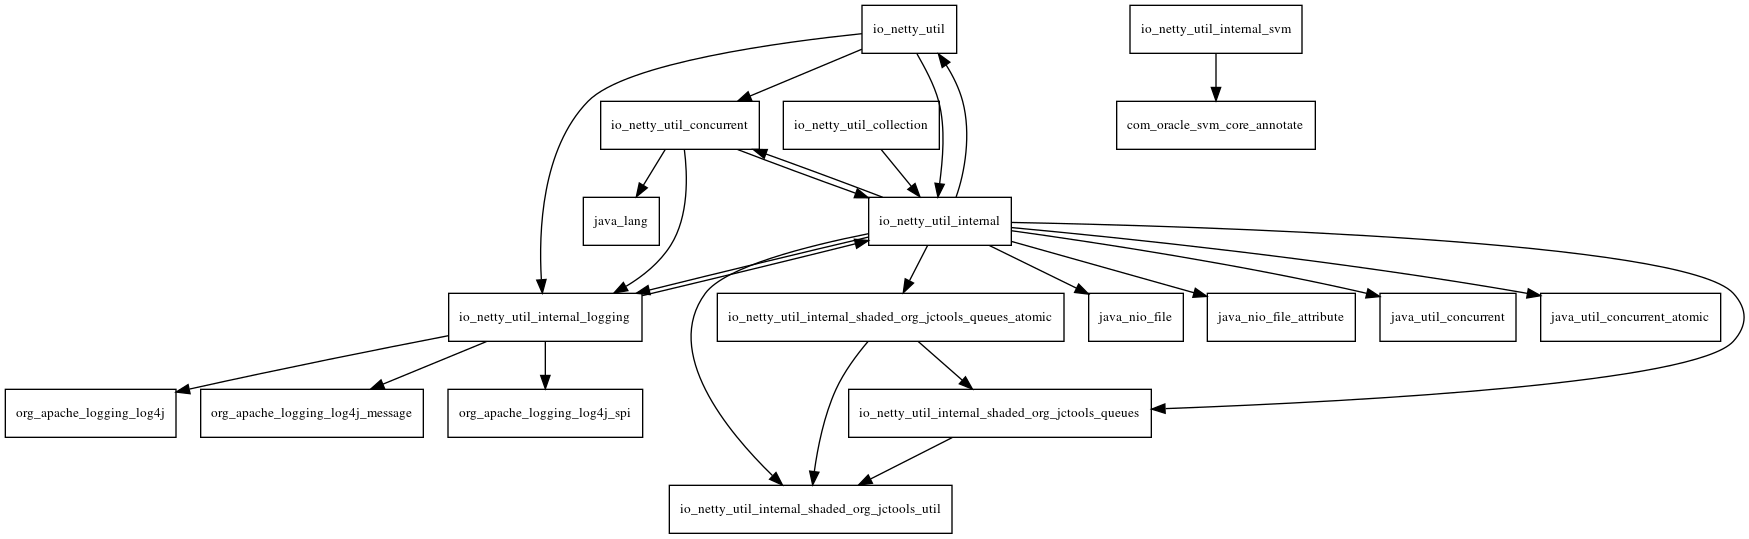 io_netty_util
io_netty_util_internal_svm
io_netty_util_concurrent
io_netty_util_collection
com_oracle_svm_core_annotate
java_lang
io_netty_util_internal
io_netty_util_internal_logging
io_netty_util_internal_shaded_org_jctools_queues_atomic
java_nio_file
java_nio_file_attribute
java_util_concurrent
java_util_concurrent_atomic
org_apache_logging_log4j
org_apache_logging_log4j_message
org_apache_logging_log4j_spi
io_netty_util_internal_shaded_org_jctools_queues
io_netty_util_internal_shaded_org_jctools_util